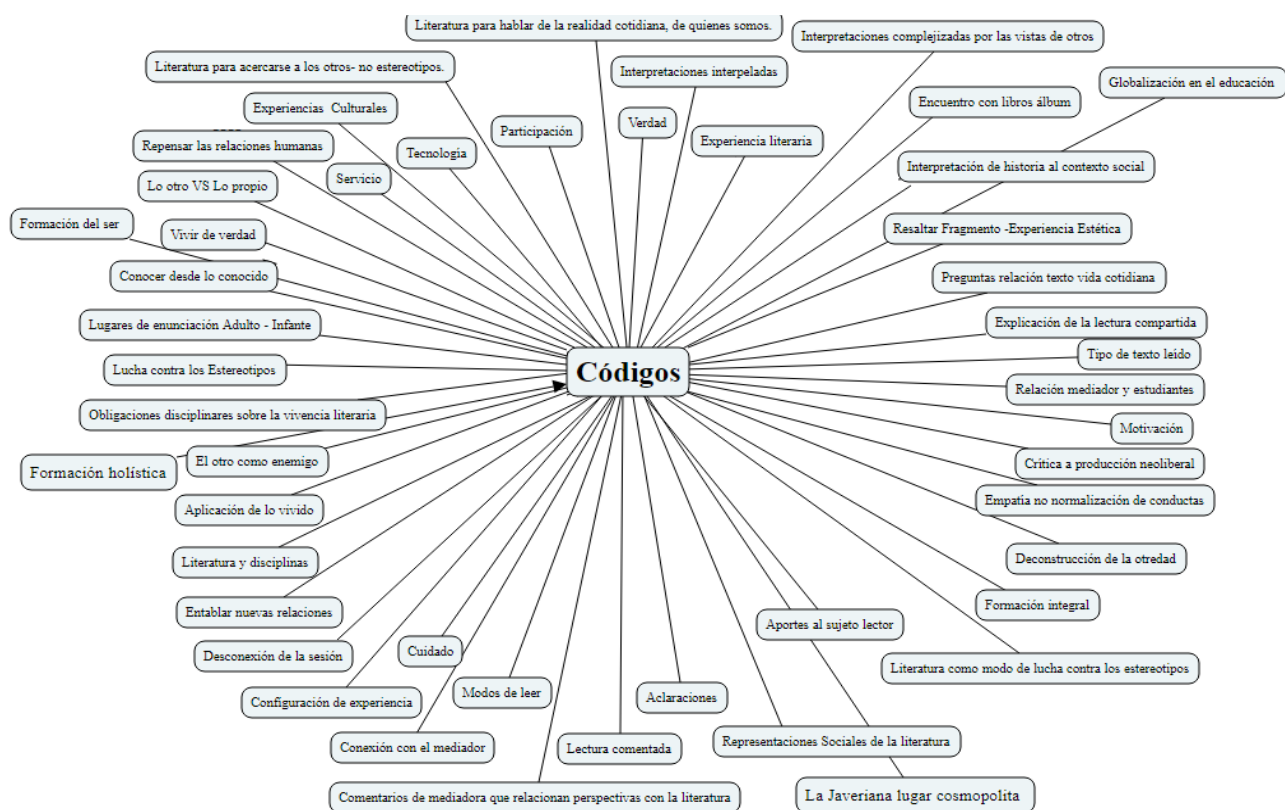 Literatura para hablar de la realidad cotidiana, de quienes somos.
Interpretaciones complejizadas por las vistas de otros
Literatura para acercarse a los otros- no estereotipos.
Interpretaciones interpeladas
Globalización en el educación
Experiencias Culturales
Encuentro con libros álbum
Participación
Verdad
Experiencia literaria
Repensar las relaciones humanas
Tecnología
Interpretación de historia al contexto social
Servicio
Lo otro VS Lo propio
Formación del ser
Vivir de verdad
Resaltar Fragmento -Experiencia Estética
Conocer desde lo conocido
Preguntas relación texto vida cotidiana
Lugares de enunciación Adulto - Infante
Explicación de la lectura compartida
Tipo de texto leido
Lucha contra los Estereotipos
Códigos
Relación mediador y estudiantes
Obligaciones disciplinares sobre la vivencia literaria
Motivación
Formación holística
El otro como enemigo
Critica a producción neoliberal
Empatía no normalización de conductas
Aplicación de lo vivido
Literatura y disciplinas
Deconstrucción de la otredad
Entablar nuevas relaciones
Formación integral
Aportes al sujeto lector
Desconexión de la sesión
Cuidado
Literatura como modo de lucha contra los estereotipos
Configuración de experiencia
Modos de leer
Aclaraciones
Conexión con el mediador
Lectura comentada
Representaciones Sociales de la literatura
Comentarios de mediadora que relacionan perspectivas con la literatura
La Javeriana lugar cosmopolita